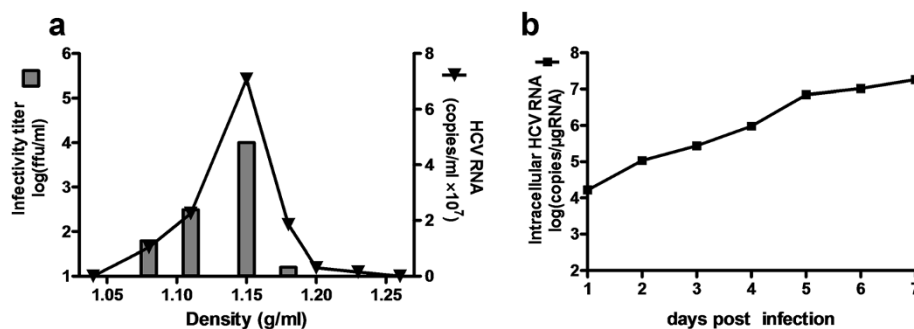 a
Infectivity titer
log(ffu/ml)
6
5
4
3
2
1
1.05 1.10 1.15 1.20 1.25
Density (g/ml)
8
6
4
2
0
HCV RNA
(copies/ml ×10⁷)
b
Intracellular HCV RNA
log(copies/µgRNA)
8
7
6
5
4
3
2
1 2 3 4 5 6 7
days post infection